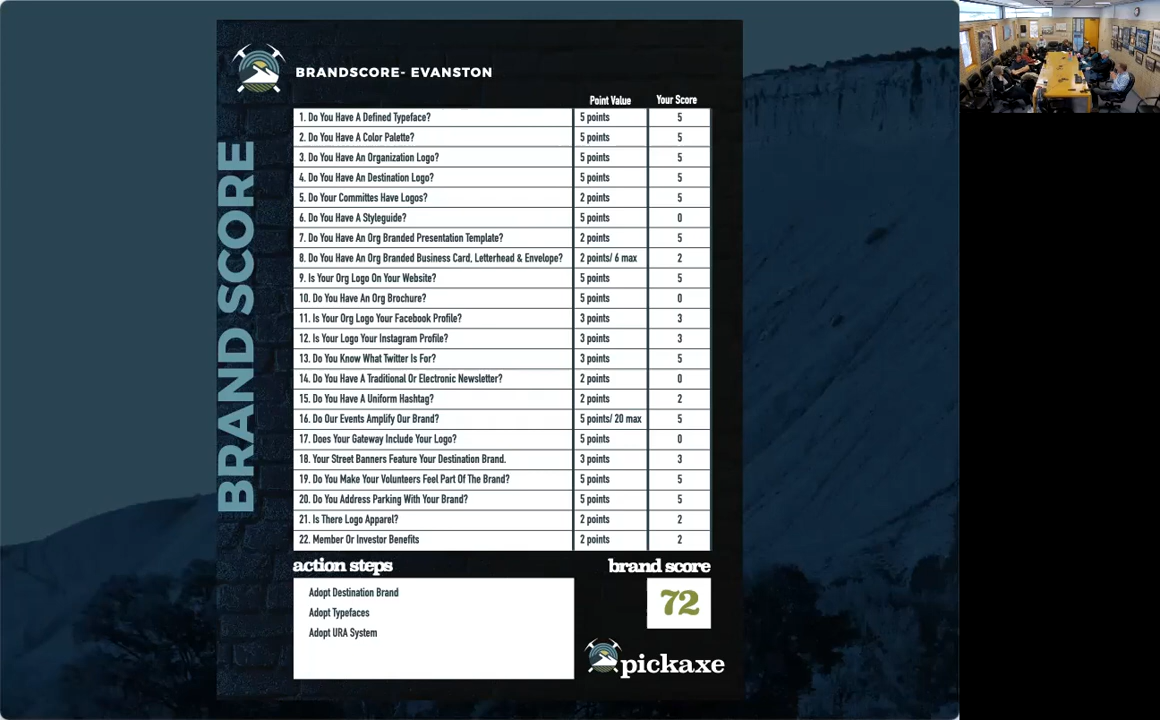 BRANDSCORE- EVANSTON
BRAND SCORE
Point Value Your Score
1. Do You Have A Defined Typeface? 5 points 5
2. Do You Have A Color Palette? 5 points 5
3. Do You Have An Organization Logo? 5 points 5
4. Do You Have An Destination Logo? 5 points 5
5. Do Your Committes Have Logos? 2 points 5
6. Do You Have A Styleguide? 5 points 0
7. Do You Have An Org Branded Presentation Template? 2 points 5
8. Do You Have An Org Branded Business Card, Letterhead & Envelope? 2 points/ 6 max 2
9. Is Your Org Logo On Your Website? 5 points 5
10. Do You Have An Org Brochure? 5 points 0
11. Is Your Org Logo Your Facebook Profile? 3 points 3
12. Is Your Logo Your Instagram Profile? 3 points 3
13. Do You Know What Twitter Is For? 3 points 5
14. Do You Have A Traditional Or Electronic Newsletter? 2 points 0
15. Do You Have A Uniform Hashtag? 2 points 2
16. Do Our Events Amplify Our Brand? 5 points/ 20 max 5
17. Does Your Gateway Include Your Logo? 5 points 0
18. Your Street Banners Feature Your Destination Brand. 3 points 3
19. Do You Make Your Volunteers Feel Part Of The Brand? 5 points 5
20. Do You Address Parking With Your Brand? 5 points 5
21. Is There Logo Apparel? 2 points 2
22. Member Or Investor Benefits 2 points 2
action steps
Adopt Destination Brand
Adopt Typefaces
Adopt URA System
brand score
72
pickaxe